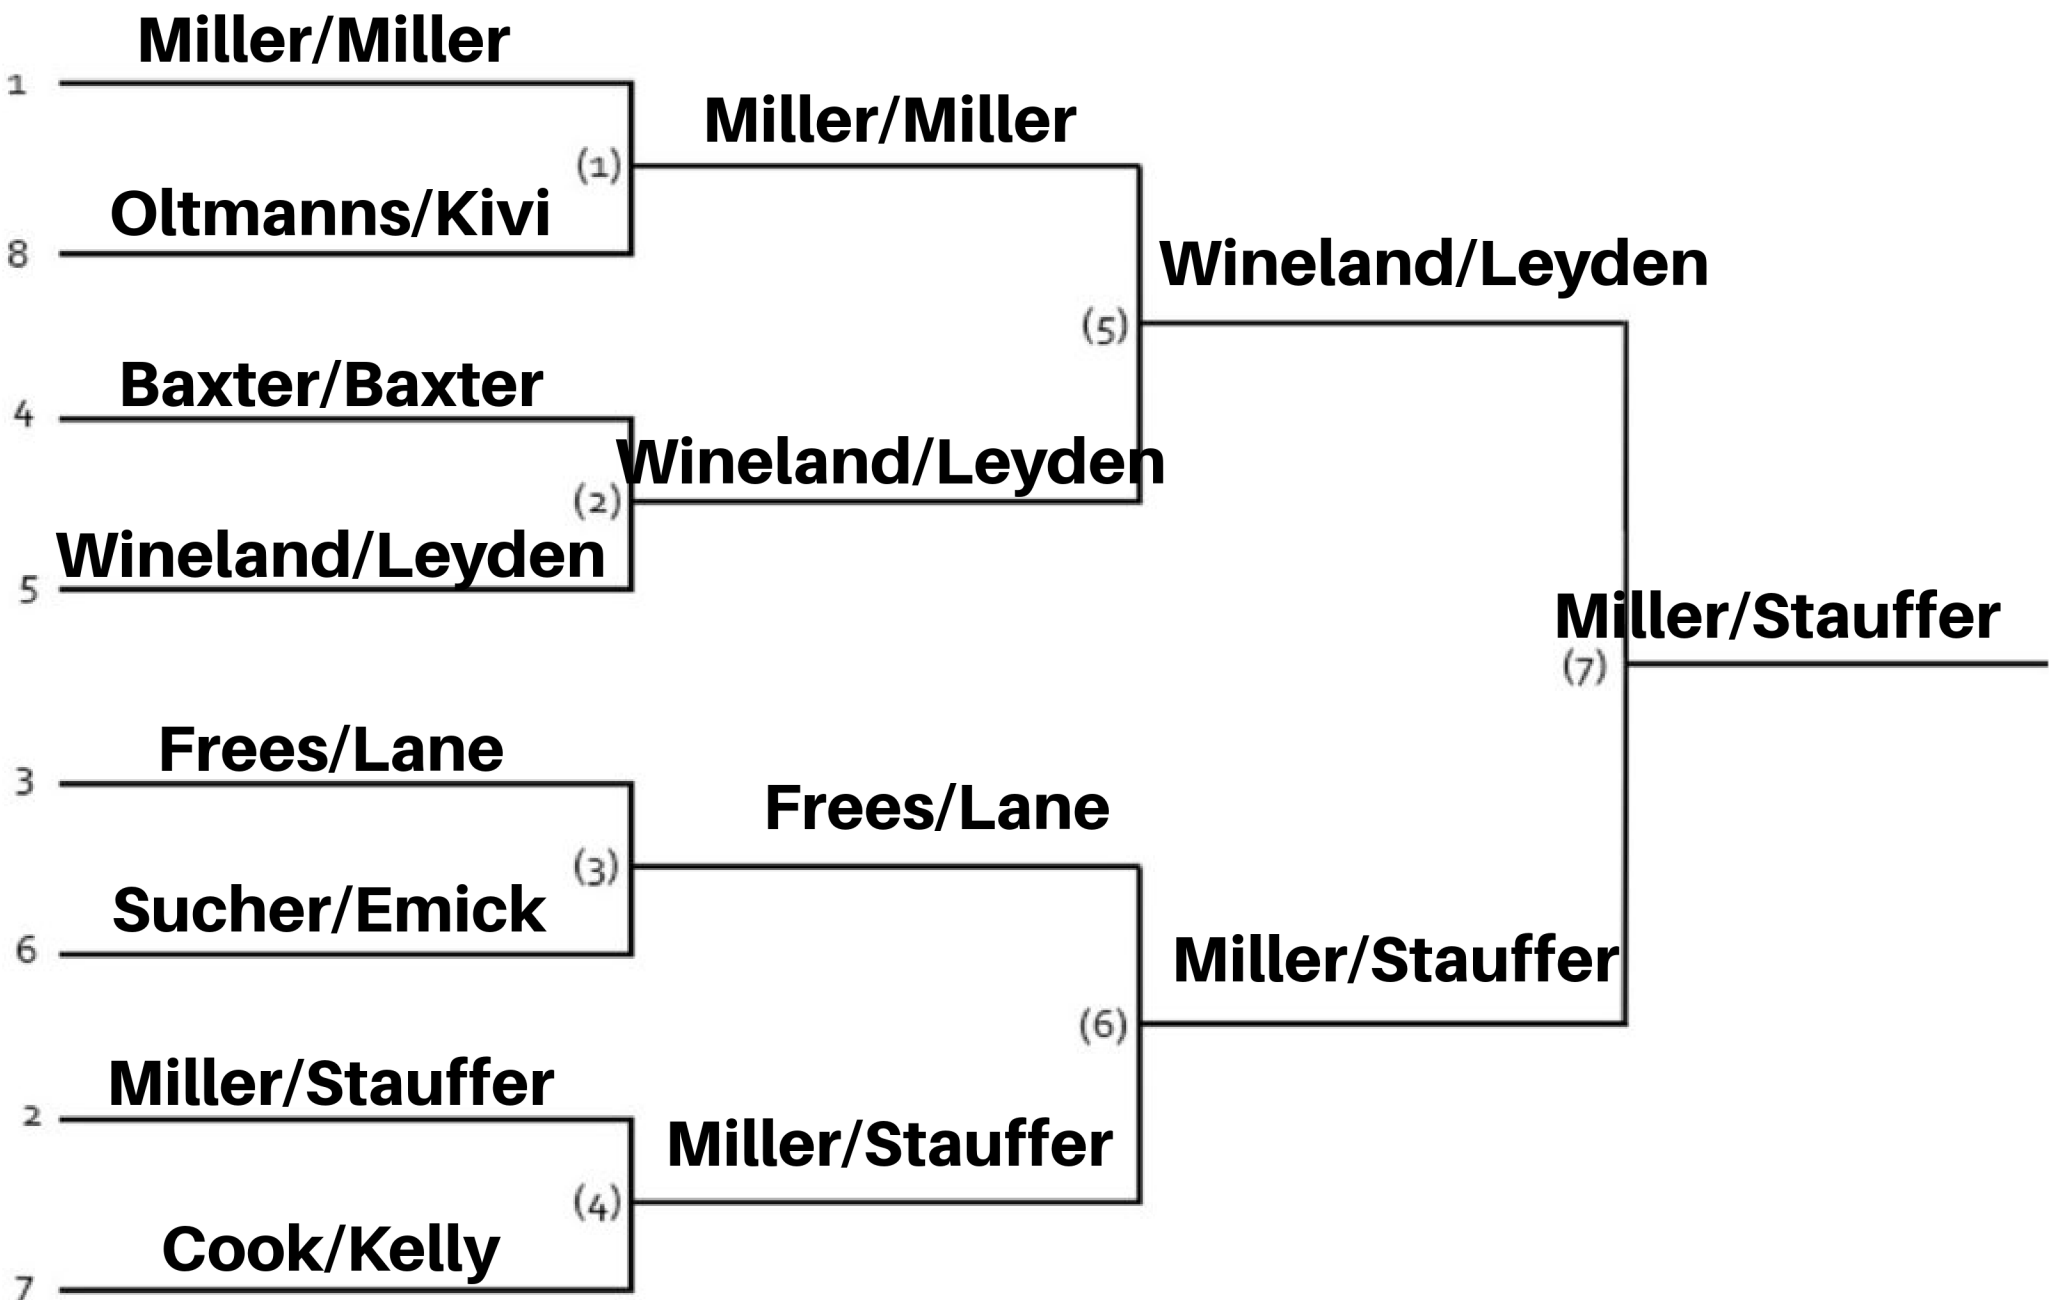 Miller/Miller
1
Miller/Miller
(1)
Oltmanns/Kivi
8
Wineland/Leyden
(5)
Baxter/Baxter
4
Wineland/Leyden
(2)
Wineland/Leyden
5
Miller/Stauffer
(7)
Frees/Lane
3
Frees/Lane
(3)
Sucher/Emick
6
Miller/Stauffer
(6)
Miller/Stauffer
2
Miller/Stauffer
(4)
Cook/Kelly
7